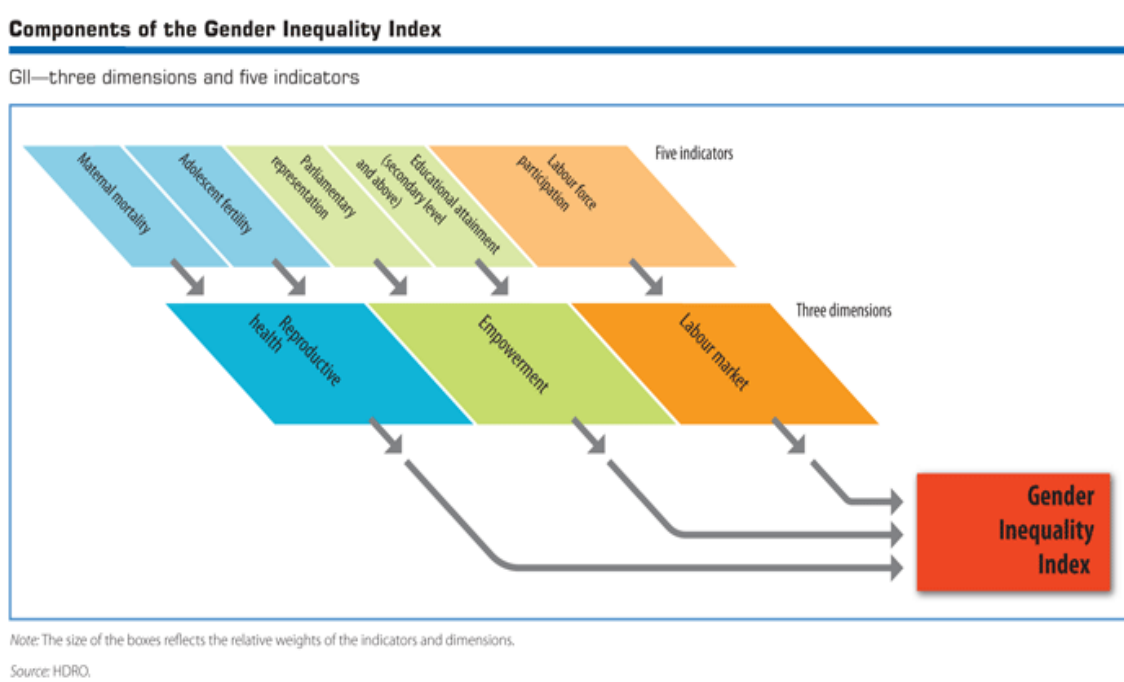 Components of the Gender Inequality Index
GII—three dimensions and five indicators
Maternal mortality
Adolescent fertility
Parliamentary
representation
Educational attainment
(secondary level
and above)
Labour force
participation
Five indicators
Reproductive
health
Empowerment
Labour market
Three dimensions
Gender
Inequality
Index
Note: The size of the boxes reflects the relative weights of the indicators and dimensions.
Source: HDRO.